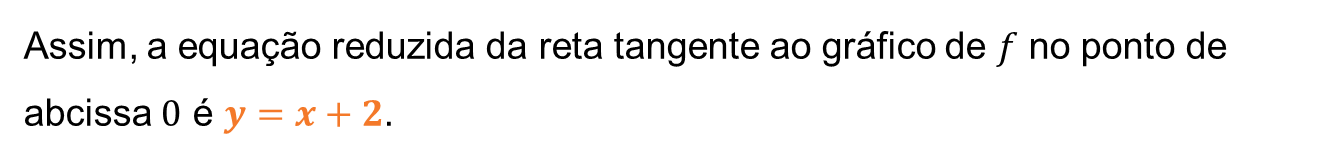 Assim, a equação reduzida da reta tangente ao gráfico de f no ponto de
abcissa 0 é y = x + 2.